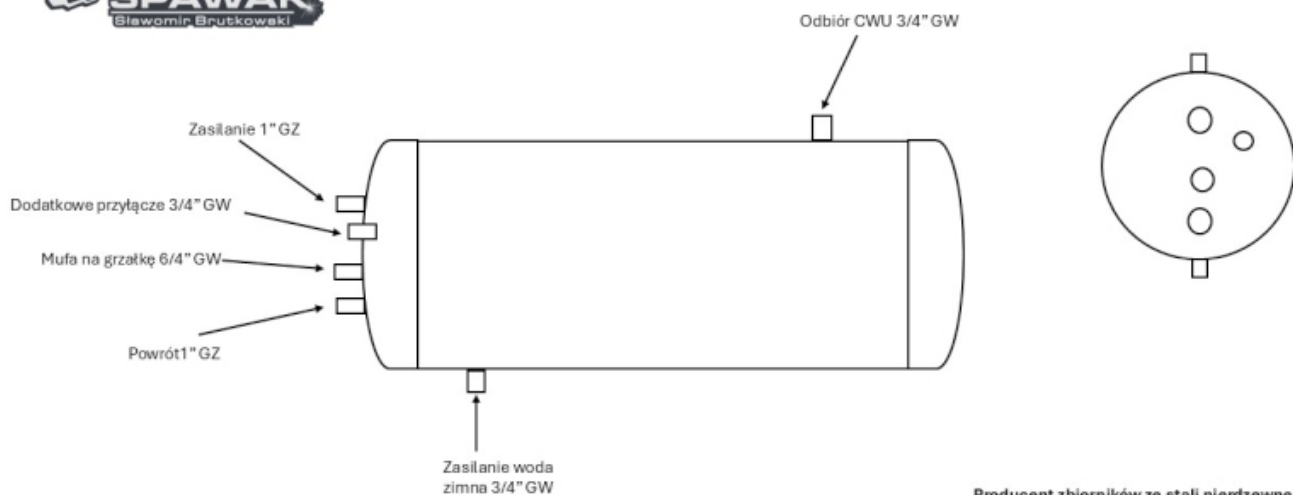 SPAWAK
Sławomir Brutkowski
Odbiór CWU 3/4" GW
Zasilanie 1" GZ
Dodatkowe przyłącze 3/4" GW
Mufa na grzałkę 6/4" GW
Powrót1" GZ
Zasilanie woda
zimna 3/4" GW